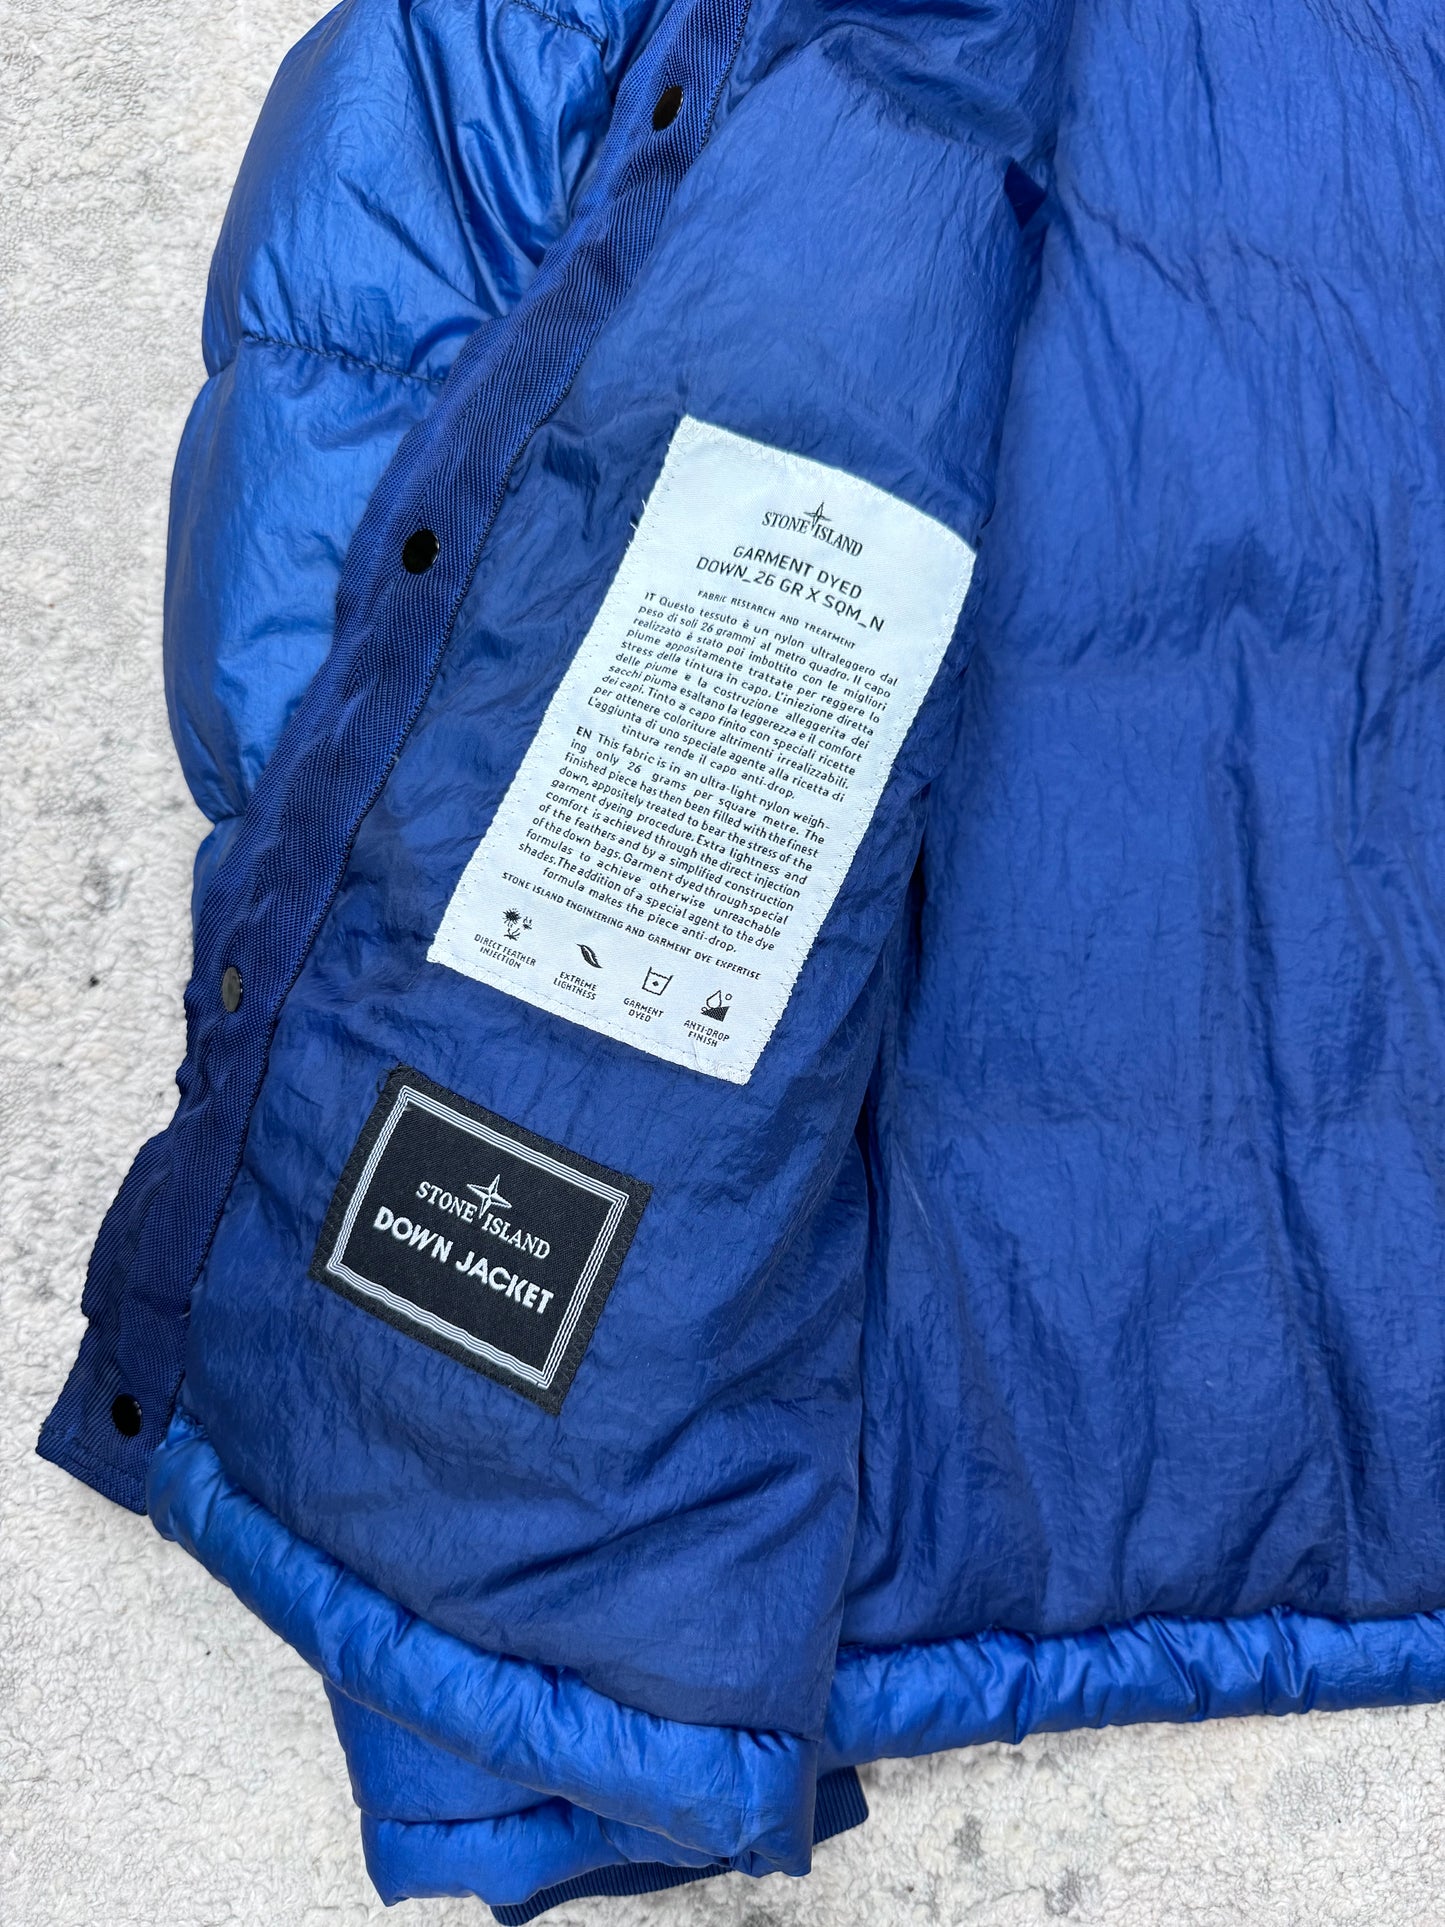 STONE ISLAND
GARMENT DYED
DOWN_26 GR X SQM_N
FABRIC RESEARCH AND TREATMENT
IT Questo tessuto è un nylon ultraleggero dal
peso di soli 26 grammi al metro quadro. Il capo
realizzato è stato poi imbottito con le migliori
piume appositamente trattate per reggere lo
stress della tintura in capo. L'iniezione diretta
delle piume e la costruzione alleggerita dei
sacchi piuma esaltano la leggerezza e il comfort
dei capi. Tinto a capo finito con speciali ricette
per ottenere coloriture altrimenti irrealizzabili.
L'aggiunta di uno speciale agente alla ricetta di
tintura rende il capo anti-drop.
EN This fabric is in an ultra-light nylon weigh-
ing only 26 grams per square metre. The
finished piece has then been filled with the finest
down, appositely treated to bear the stress of the
garment dyeing procedure. Extra lightness and
comfort is achieved through the direct injection
of the feathers and by a simplified construction
of the down bags. Garment dyed through special
formulas to achieve otherwise unreachable
shades. The addition of a special agent to the dye
formula makes the piece anti-drop.
STONE ISLAND ENGINEERING AND GARMENT DYE EXPERTISE
DIRECT FEATHER
INJECTION
EXTREME
LIGHTNESS
GARMENT
DYED
ANTI-DROP
FINISH
STONE ISLAND
DOWN JACKET